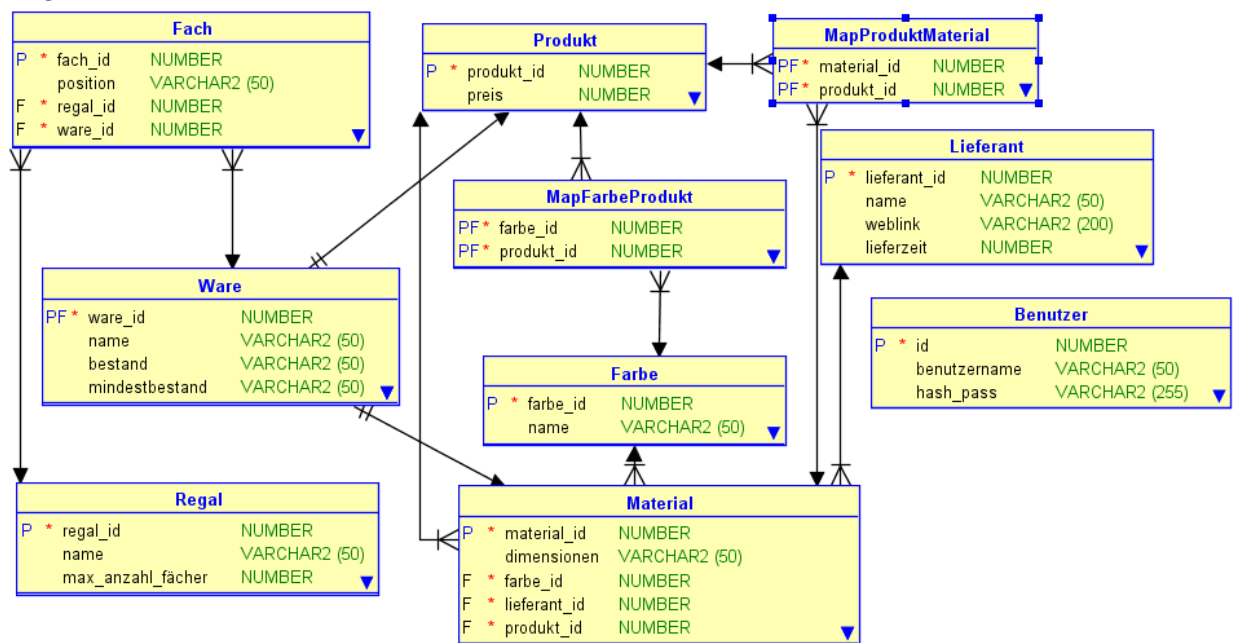 Fach
P * fach_id NUMBER
position VARCHAR2 (50)
F * regal_id NUMBER
F * ware_id NUMBER
Produkt
P * produkt_id NUMBER
preis NUMBER
MapProduktMaterial
PF* material_id NUMBER
PF* produkt_id NUMBER
Lieferant
P * lieferant_id NUMBER
name VARCHAR2 (50)
weblink VARCHAR2 (200)
lieferzeit NUMBER
MapFarbeProdukt
PF* farbe_id NUMBER
PF* produkt_id NUMBER
Ware
PF* ware_id NUMBER
name VARCHAR2 (50)
bestand VARCHAR2 (50)
mindestbestand VARCHAR2 (50)
Benutzer
P * id NUMBER
benutzername VARCHAR2 (50)
hash_pass VARCHAR2 (255)
Farbe
P * farbe_id NUMBER
name VARCHAR2 (50)
Regal
P * regal_id NUMBER
name VARCHAR2 (50)
max_anzahl_fächer NUMBER
Material
P * material_id NUMBER
dimensionen VARCHAR2 (50)
F * farbe_id NUMBER
F * lieferant_id NUMBER
F * produkt_id NUMBER